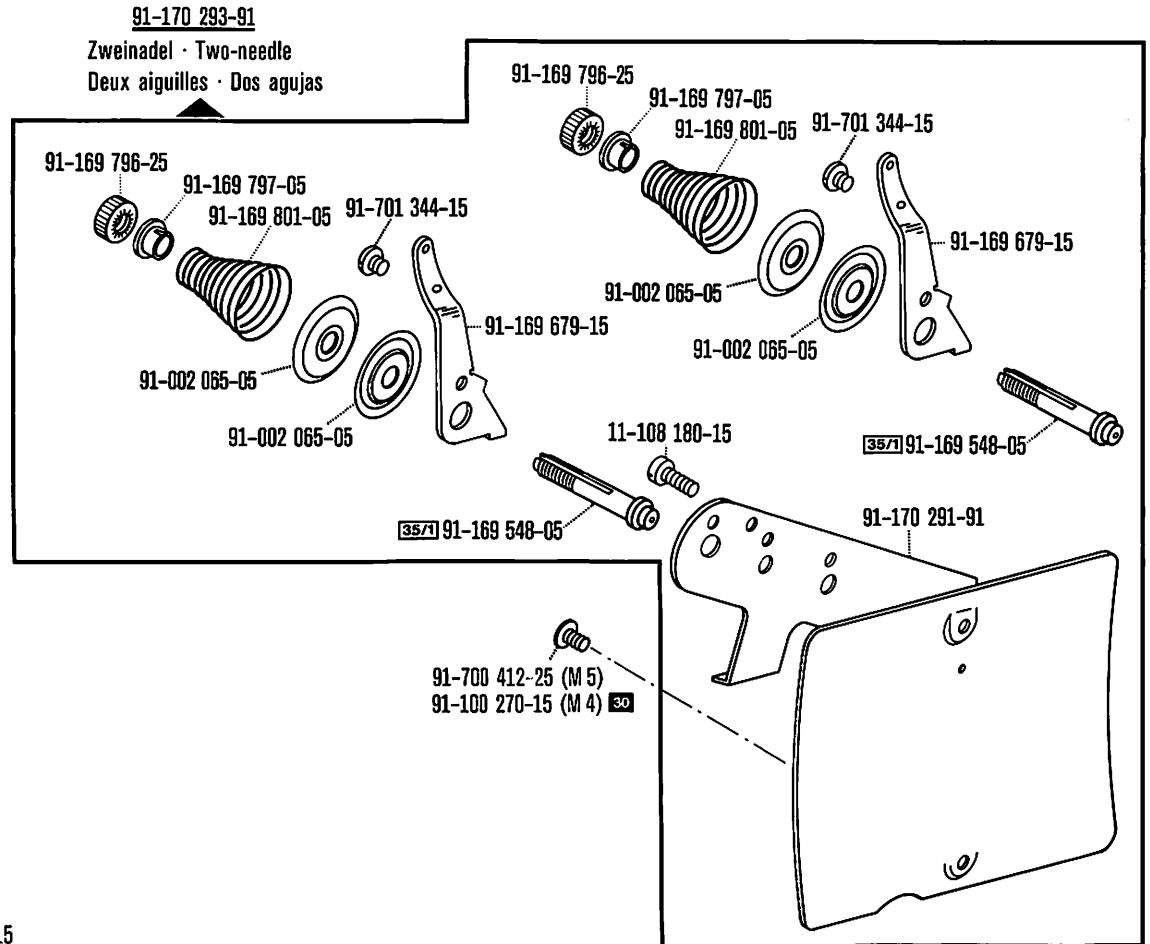 91-170 293-91
Zweinadel · Two-needle
Deux aiguilles · Dos agujas
91-169 796-25
91-169 797-05
91-169 801-05
91-701 344-15
91-169 679-15
91-002 065-05
91-002 065-05
35/1 91-169 548-05
91-169 796-25
91-169 797-05
91-169 801-05
91-701 344-15
91-169 679-15
91-002 065-05
91-002 065-05
35/1 91-169 548-05
11-108 180-15
91-170 291-91
91-700 412-25 (M 5)
91-100 270-15 (M 4) 30